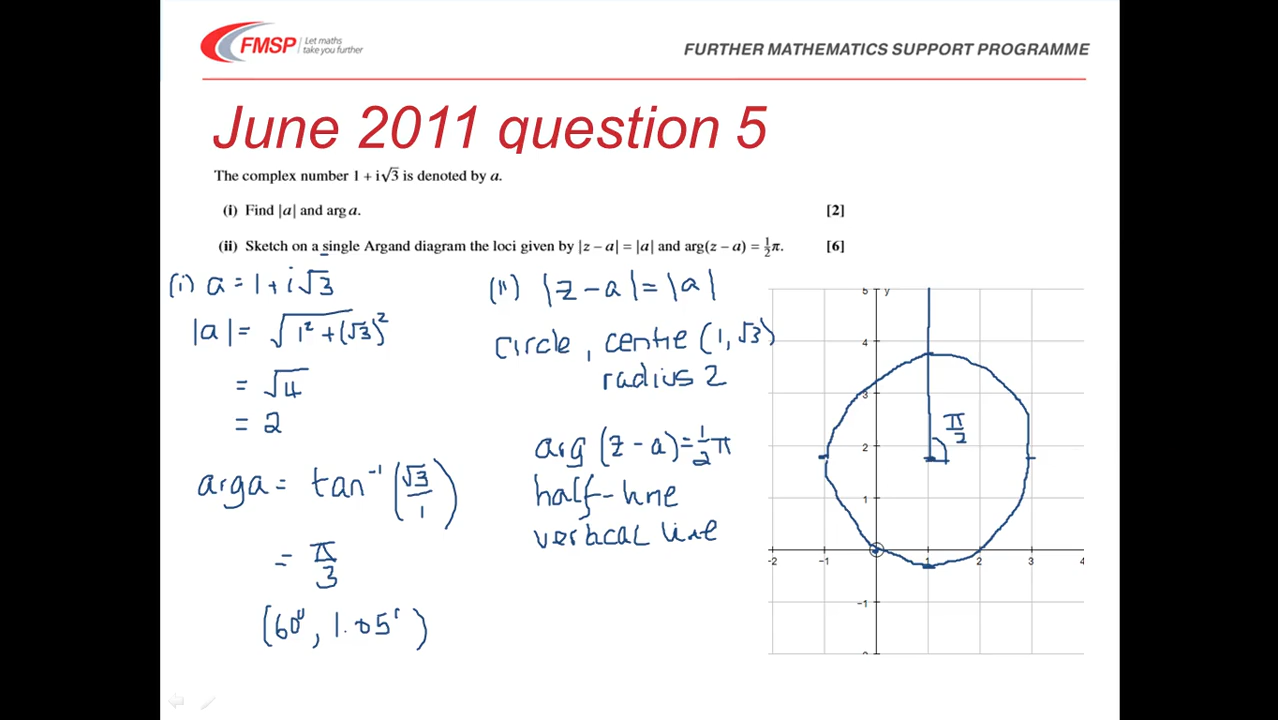 FMSP Let maths take you further
FURTHER MATHEMATICS SUPPORT PROGRAMME
June 2011 question 5
The complex number 1 + i√3 is denoted by a.
(i) Find |a| and arg a. [2]
(ii) Sketch on a single Argand diagram the loci given by |z − a| = |a| and arg(z − a) = ½π. [6]
(i) a = 1 + i√3
|a| = √(1² + (√3)²)
= √4
= 2
arg a = tan⁻¹(√3/1)
= π/3
(60°, 1.05ʳ)
(ii) |z − a| = |a|
circle, centre (1, √3)
radius 2
arg (z − a) = ½π
half-line
vertical line
5 y
4
3
2
1
−2 −1 0 1 2 3 4
−1
π/2